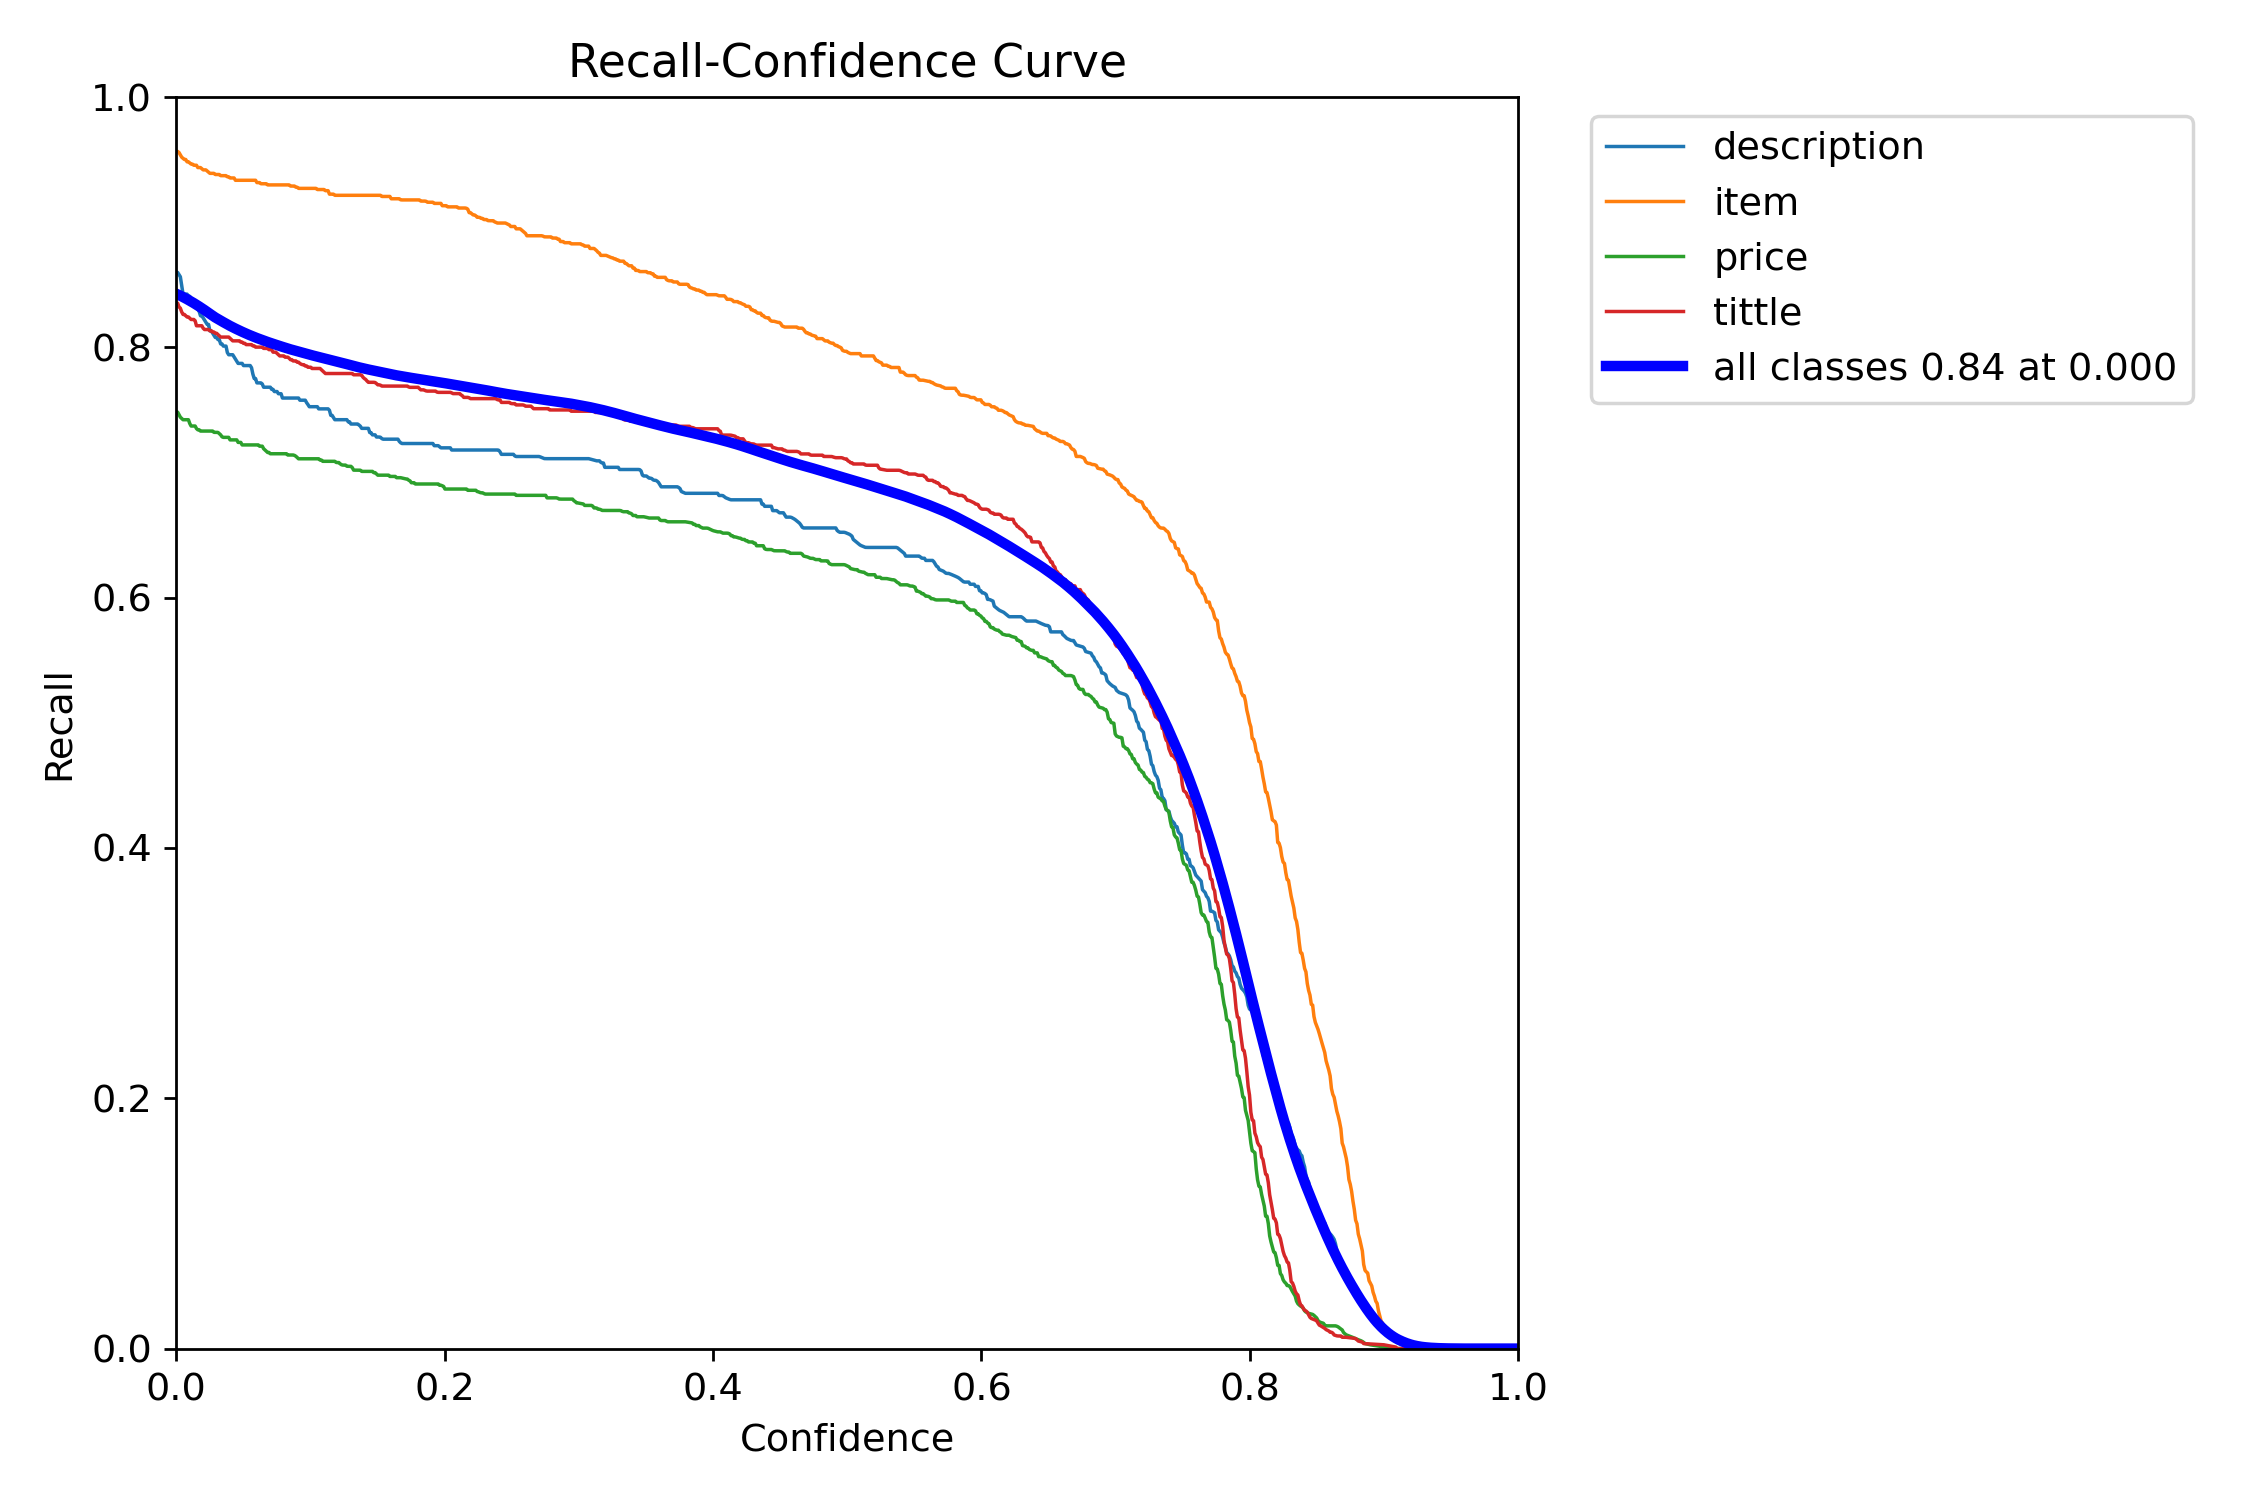 Recall-Confidence Curve
1.0
0.8
0.6
0.4
0.2
0.0
Recall
0.0 0.2 0.4 0.6 0.8 1.0
Confidence
description
item
price
tittle
all classes 0.84 at 0.000